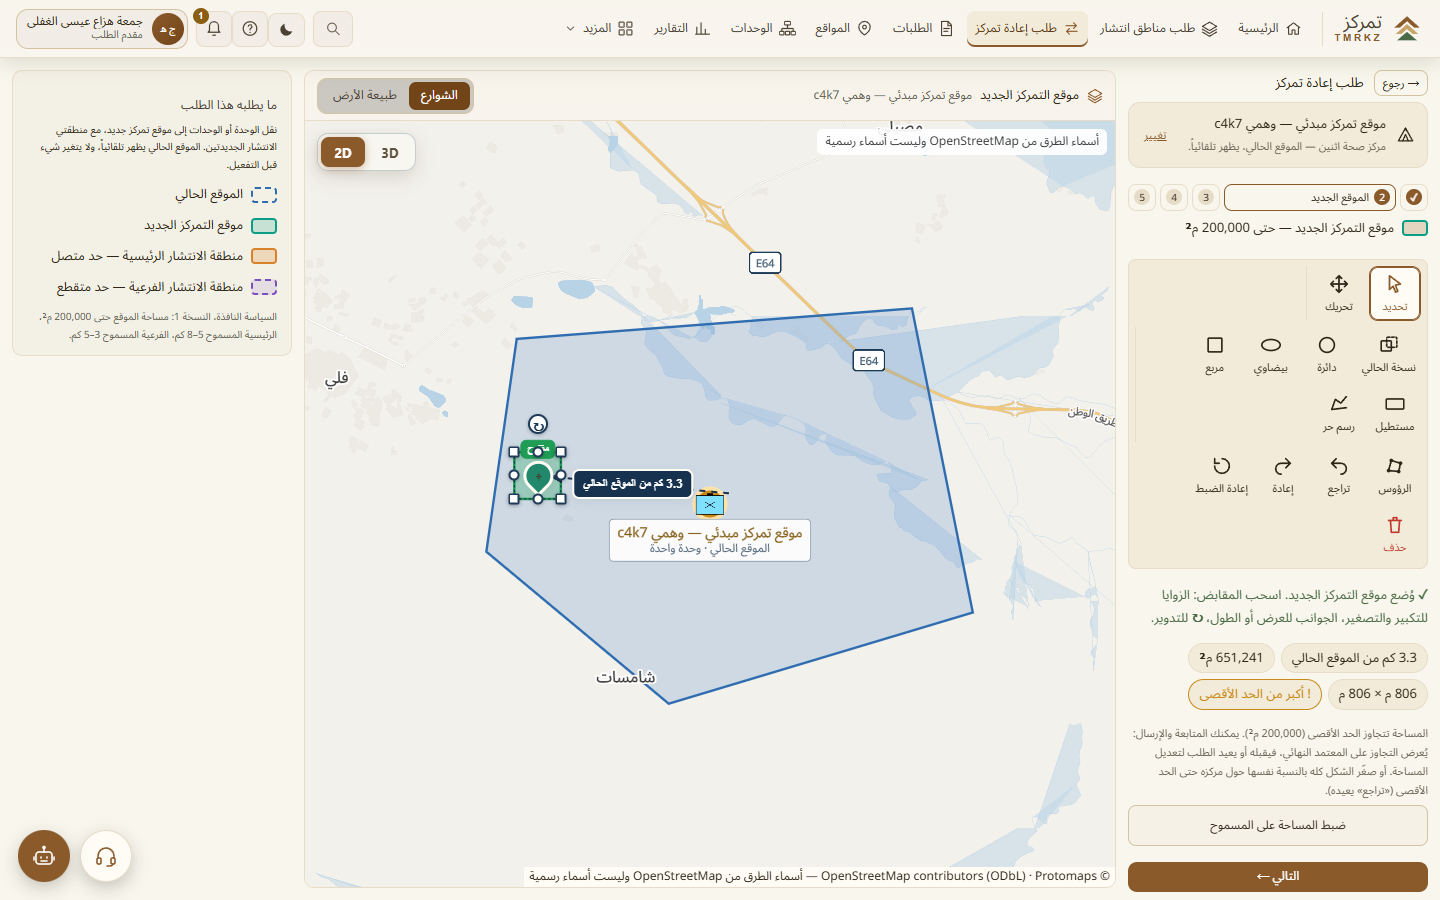 تمركز
TMRKZ
الرئيسية
طلب مناطق انتشار
طلب إعادة تمركز
الطلبات
المواقع
الوحدات
التقارير
المزيد
1
جمعة هزاع عيسى الغفلي
مقدم الطلب
ج ه
→ رجوع
طلب إعادة تمركز
موقع تمركز مبدئي — وهمي c4k7
مركز صحة اثنين — الموقع الحالي، يظهر تلقائياً.
تغيير
✓
2 الموقع الجديد
3
4
5
موقع التمركز الجديد — حتى 200,000 م²
تحديد
تحريك
نسخة الحالي
دائرة
بيضاوي
مربع
مستطيل
رسم حر
الرؤوس
تراجع
إعادة
إعادة الضبط
حذف
✓ وُضع موقع التمركز الجديد. اسحب المقابض: الزوايا
للتكبير والتصغير، الجوانب للعرض أو الطول، ↻ للتدوير.
3.3 كم من الموقع الحالي
651,241 م²
806 م × 806 م
! أكبر من الحد الأقصى
المساحة تتجاوز الحد الأقصى (200,000 م²). يمكنك المتابعة والإرسال:
يُعرض التجاوز على المعتمد النهائي، فيقبله أو يعيد الطلب لتعديل
المساحة. أو صغّر الشكل كله بالنسبة نفسها حول مركزه حتى الحد
الأقصى («تراجع» يعيده).
ضبط المساحة على المسموح
التالي ←
موقع التمركز الجديد
موقع تمركز مبدئي — وهمي c4k7
الشوارع
طبيعة الأرض
أسماء الطرق من OpenStreetMap وليست أسماء رسمية
2D
3D
E64
E64
فلي
طريق الوطن
3.3 كم من الموقع الحالي
موقع تمركز مبدئي — وهمي c4k7
الموقع الحالي · وحدة واحدة
شامسات
© OpenStreetMap contributors (ODbL) · Protomaps — أسماء الطرق من OpenStreetMap وليست أسماء رسمية
ما يطلبه هذا الطلب
نقل الوحدة أو الوحدات إلى موقع تمركز جديد، مع منطقتي
الانتشار الجديدتين. الموقع الحالي يظهر تلقائياً، ولا يتغير شيء
قبل التفعيل.
الموقع الحالي
موقع التمركز الجديد
منطقة الانتشار الرئيسية — حد متصل
منطقة الانتشار الفرعية — حد متقطع
السياسة النافذة، النسخة 1: مساحة الموقع حتى 200,000 م²،
الرئيسية المسموح 5–8 كم، الفرعية المسموح 3–5 كم.